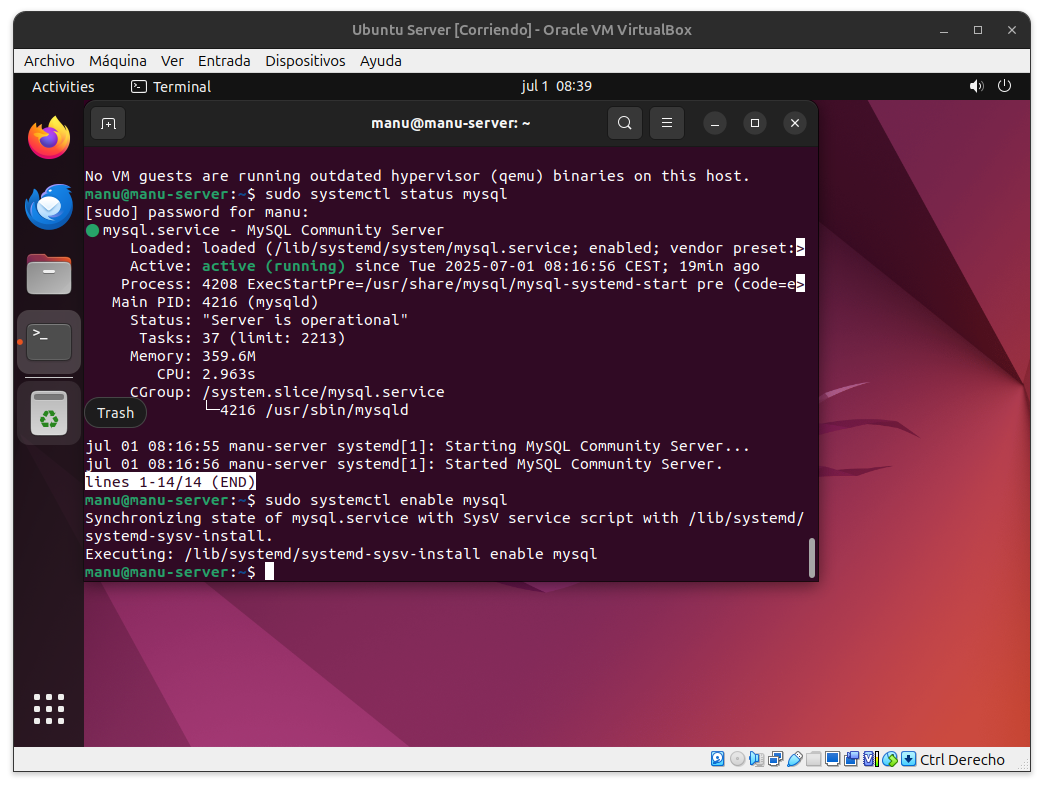 Ubuntu Server [Corriendo] - Oracle VM VirtualBox
Archivo Máquina Ver Entrada Dispositivos Ayuda
Activities Terminal jul 1 08:39
manu@manu-server: ~
No VM guests are running outdated hypervisor (qemu) binaries on this host.
manu@manu-server:~$ sudo systemctl status mysql
[sudo] password for manu:
mysql.service - MySQL Community Server
Loaded: loaded (/lib/systemd/system/mysql.service; enabled; vendor preset:>
Active: active (running) since Tue 2025-07-01 08:16:56 CEST; 19min ago
Process: 4208 ExecStartPre=/usr/share/mysql/mysql-systemd-start pre (code=e>
Main PID: 4216 (mysqld)
Status: "Server is operational"
Tasks: 37 (limit: 2213)
Memory: 359.6M
CPU: 2.963s
CGroup: /system.slice/mysql.service
└─4216 /usr/sbin/mysqld
Trash
jul 01 08:16:55 manu-server systemd[1]: Starting MySQL Community Server...
jul 01 08:16:56 manu-server systemd[1]: Started MySQL Community Server.
lines 1-14/14 (END)
manu@manu-server:~$ sudo systemctl enable mysql
Synchronizing state of mysql.service with SysV service script with /lib/systemd/
systemd-sysv-install.
Executing: /lib/systemd/systemd-sysv-install enable mysql
manu@manu-server:~$
Ctrl Derecho